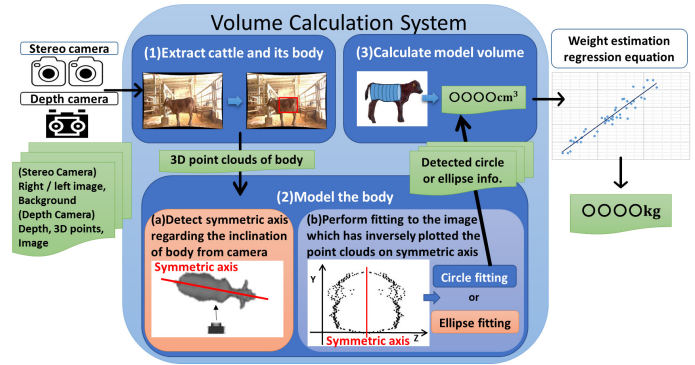 Volume Calculation System
Stereo camera
Depth camera
(Stereo Camera)
Right / left image,
Background
(Depth Camera)
Depth, 3D points,
Image
(1)Extract cattle and its body
3D point clouds of body
(2)Model the body
(a)Detect symmetric axis
regarding the inclination
of body from camera
Symmetric axis
(b)Perform fitting to the image
which has inversely plotted the
point clouds on symmetric axis
Y
Z
Symmetric axis
Circle fitting
or
Ellipse fitting
Detected circle
or ellipse info.
(3)Calculate model volume
〇〇〇〇cm³
Weight estimation
regression equation
〇〇〇〇kg